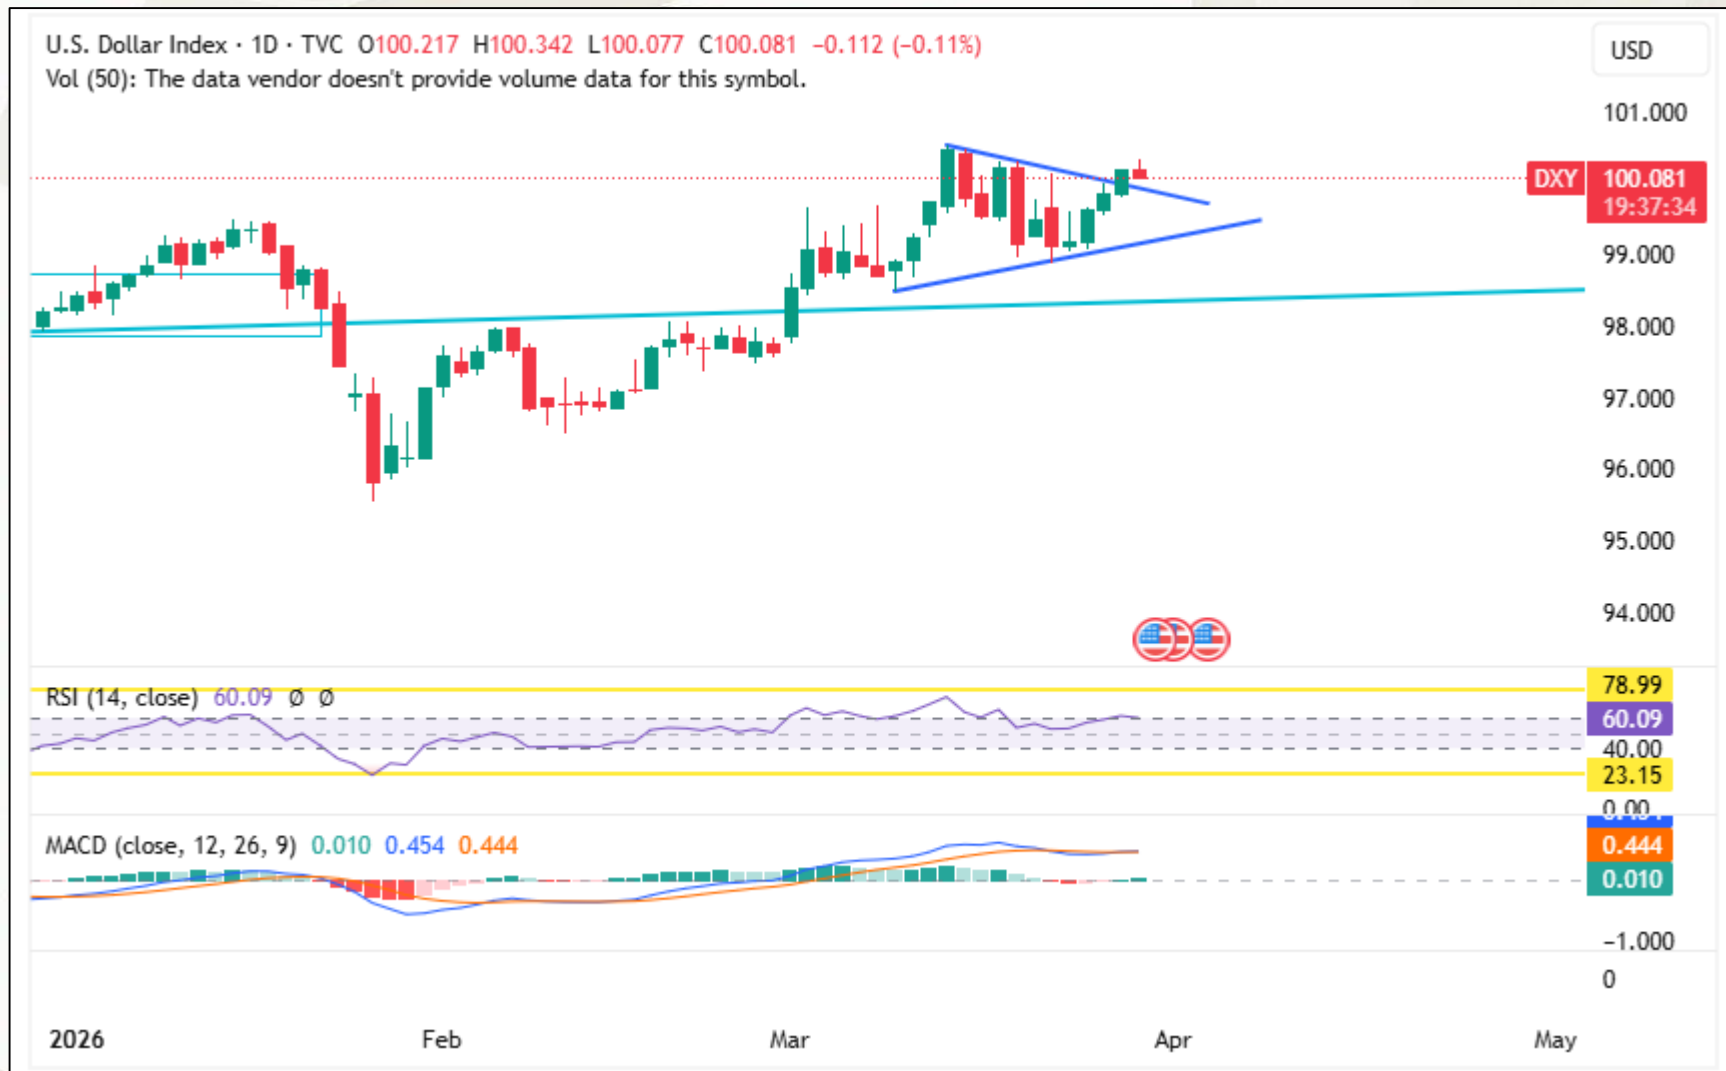 U.S. Dollar Index · 1D · TVC O100.217 H100.342 L100.077 C100.081 −0.112 (−0.11%)
Vol (50): The data vendor doesn't provide volume data for this symbol.
USD
101.000
DXY 100.081
19:37:34
99.000
98.000
97.000
96.000
95.000
94.000
RSI (14, close) 60.09 Ø Ø
78.99
60.09
40.00
23.15
0.00
MACD (close, 12, 26, 9) 0.010 0.454 0.444
0.444
0.010
−1.000
0
2026 Feb Mar Apr May